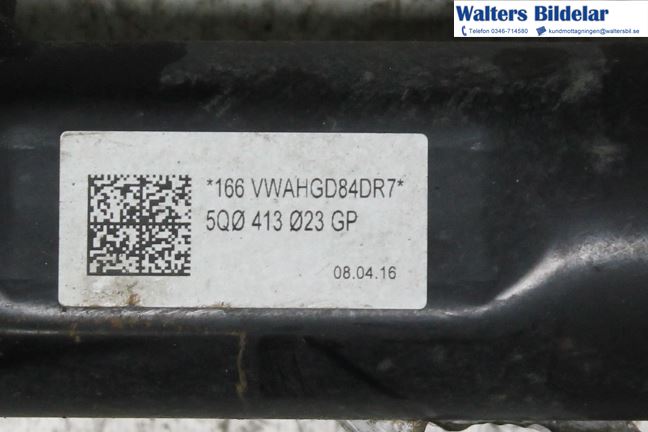 Walters Bildelar
Telefon 0346-714580 kundmottagningen@waltersbil.se
*166 VWAHGD84DR7*
5QØ 413 Ø23 GP
08.04.16